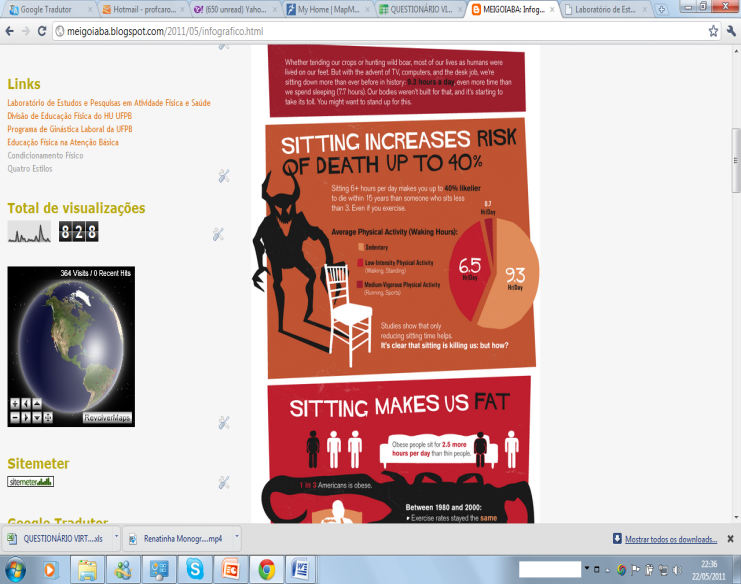 Google Tradutor
Hotmail - profcaro...
(650 unread) Yaho...
My Home | MapM...
QUESTIONÁRIO VI...
MEIGOIABA: Infog...
Laboratório de Est...
meigoiaba.blogspot.com/2011/05/infografico.html
Links
Laboratório de Estudos e Pesquisas em Atividade Física e Saúde
Divisão de Educação Física do HU UFPB
Programa de Ginástica Laboral da UFPB
Educação Física na Atenção Básica
Condicionamento Físico
Quatro Estilos
Total de visualizações
828
364 Visits / 0 Recent Hits
RevolverMaps
Sitemeter
sitemeter
Google Tradutor
Whether tending our crops or hunting wild boar, most of our lives as humans were
lived on our feet. But with the advent of TV, computers, and the desk job, we're
sitting down more than ever before in history: 9.3 hours a day, even more time than
we spend sleeping (7.7 hours). Our bodies weren't built for that, and it's starting to
take its toll. You might want to stand up for this.
SITTING INCREASES RISK
OF DEATH UP TO 40%
Sitting 6+ hours per day makes you up to 40% likelier
to die within 15 years than someone who sits less
than 3. Even if you exercise.
Average Physical Activity (Waking Hours):
Sedentary
Low-Intensity Physical Activity
(Walking, Standing)
Medium-Vigorous Physical Activity
(Running, Sports)
0.7
Hr/Day
6.5
Hr/Day
9.3
Hr/Day
Studies show that only
reducing sitting time helps.
It's clear that sitting is killing us: but how?
SITTING MAKES US FAT
Obese people sit for 2.5 more
hours per day than thin people.
1 in 3 Americans is obese.
Between 1980 and 2000:
Exercise rates stayed the same
QUESTIONÁRIO VIRT....xls
Renatinha Monogr....mp4
Mostrar todos os downloads...
22:36
22/05/2011